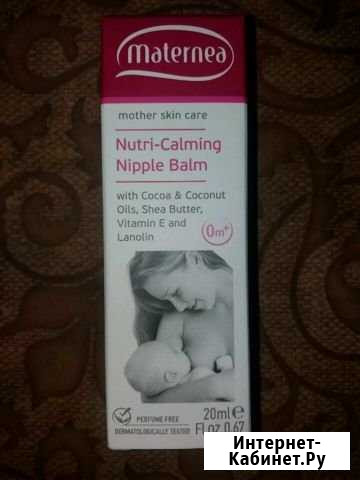 maternea
mother skin care
Nutri-Calming
Nipple Balm
with Cocoa & Coconut
Oils, Shea Butter,
Vitamin E and
Lanolin
0m+
PERFUME FREE
DERMATOLOGICALLY TESTED
20ml e
Fl oz 0.67
Интернет-
Кабинет.Ру